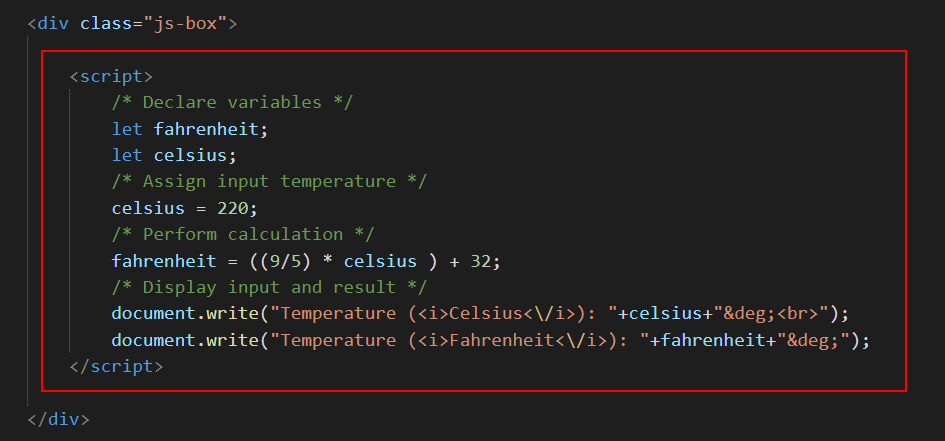 <div class="js-box">
<script>
/* Declare variables */
let fahrenheit;
let celsius;
/* Assign input temperature */
celsius = 220;
/* Perform calculation */
fahrenheit = ((9/5) * celsius ) + 32;
/* Display input and result */
document.write("Temperature (<i>Celsius<\/i>): "+celsius+"&deg;<br>");
document.write("Temperature (<i>Fahrenheit<\/i>): "+fahrenheit+"&deg;");
</script>
</div>